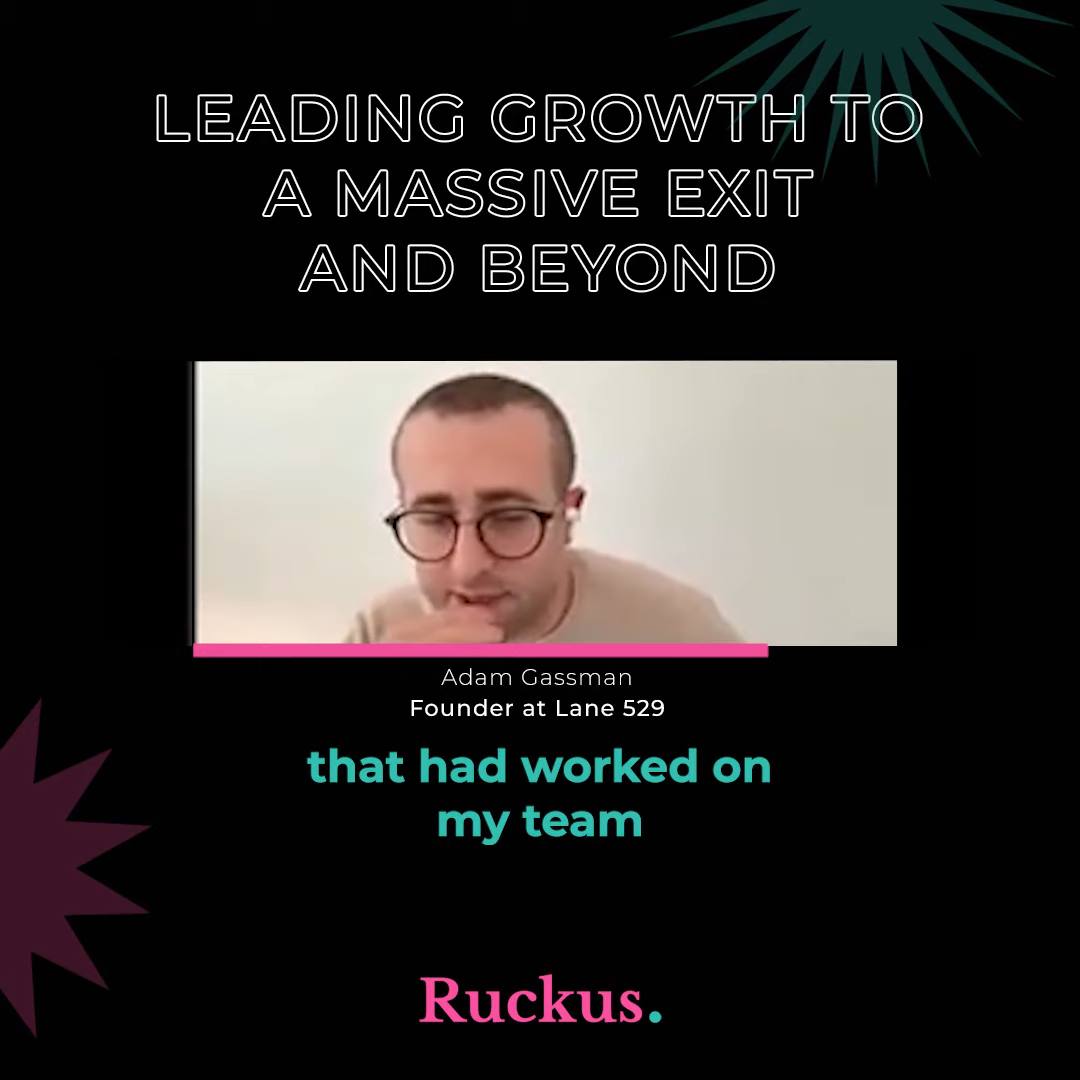 LEADING GROWTH TO
A MASSIVE EXIT
AND BEYOND
Adam Gassman
Founder at Lane 529
that had worked on
my team
Ruckus.